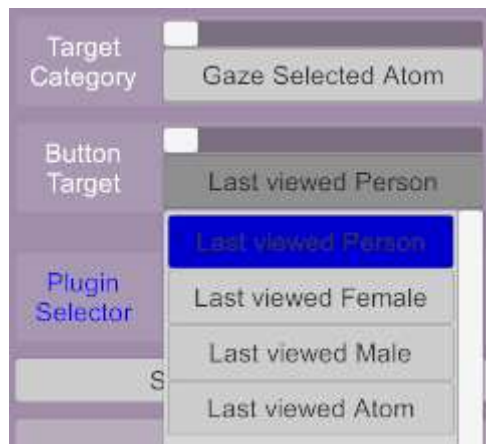 Target
Category
Gaze Selected Atom
Button
Target
Last viewed Person
Last viewed Person
Last viewed Female
Plugin
Selector
Last viewed Male
S
Last viewed Atom